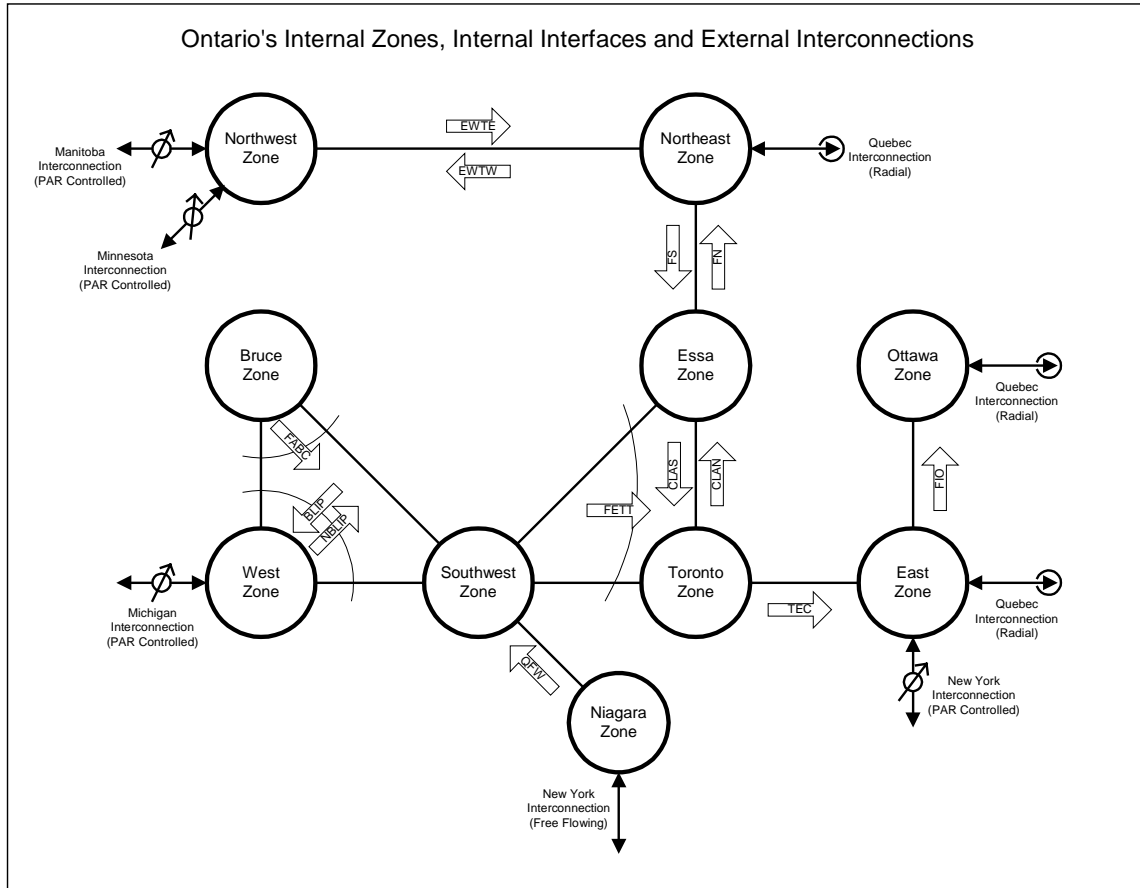 Ontario's Internal Zones, Internal Interfaces and External Interconnections
Northwest
Zone
EWTE
EWTW
Northeast
Zone
Manitoba
Interconnection
(PAR Controlled)
Quebec
Interconnection
(Radial)
Minnesota
Interconnection
(PAR Controlled)
FS
FN
Bruce
Zone
Essa
Zone
Ottawa
Zone
Quebec
Interconnection
(Radial)
FABC
CLAS
CLAN
FIO
BLIP
NBLIP
FETT
West
Zone
Southwest
Zone
Toronto
Zone
East
Zone
Michigan
Interconnection
(PAR Controlled)
TEC
Quebec
Interconnection
(Radial)
QFW
New York
Interconnection
(PAR Controlled)
Niagara
Zone
New York
Interconnection
(Free Flowing)